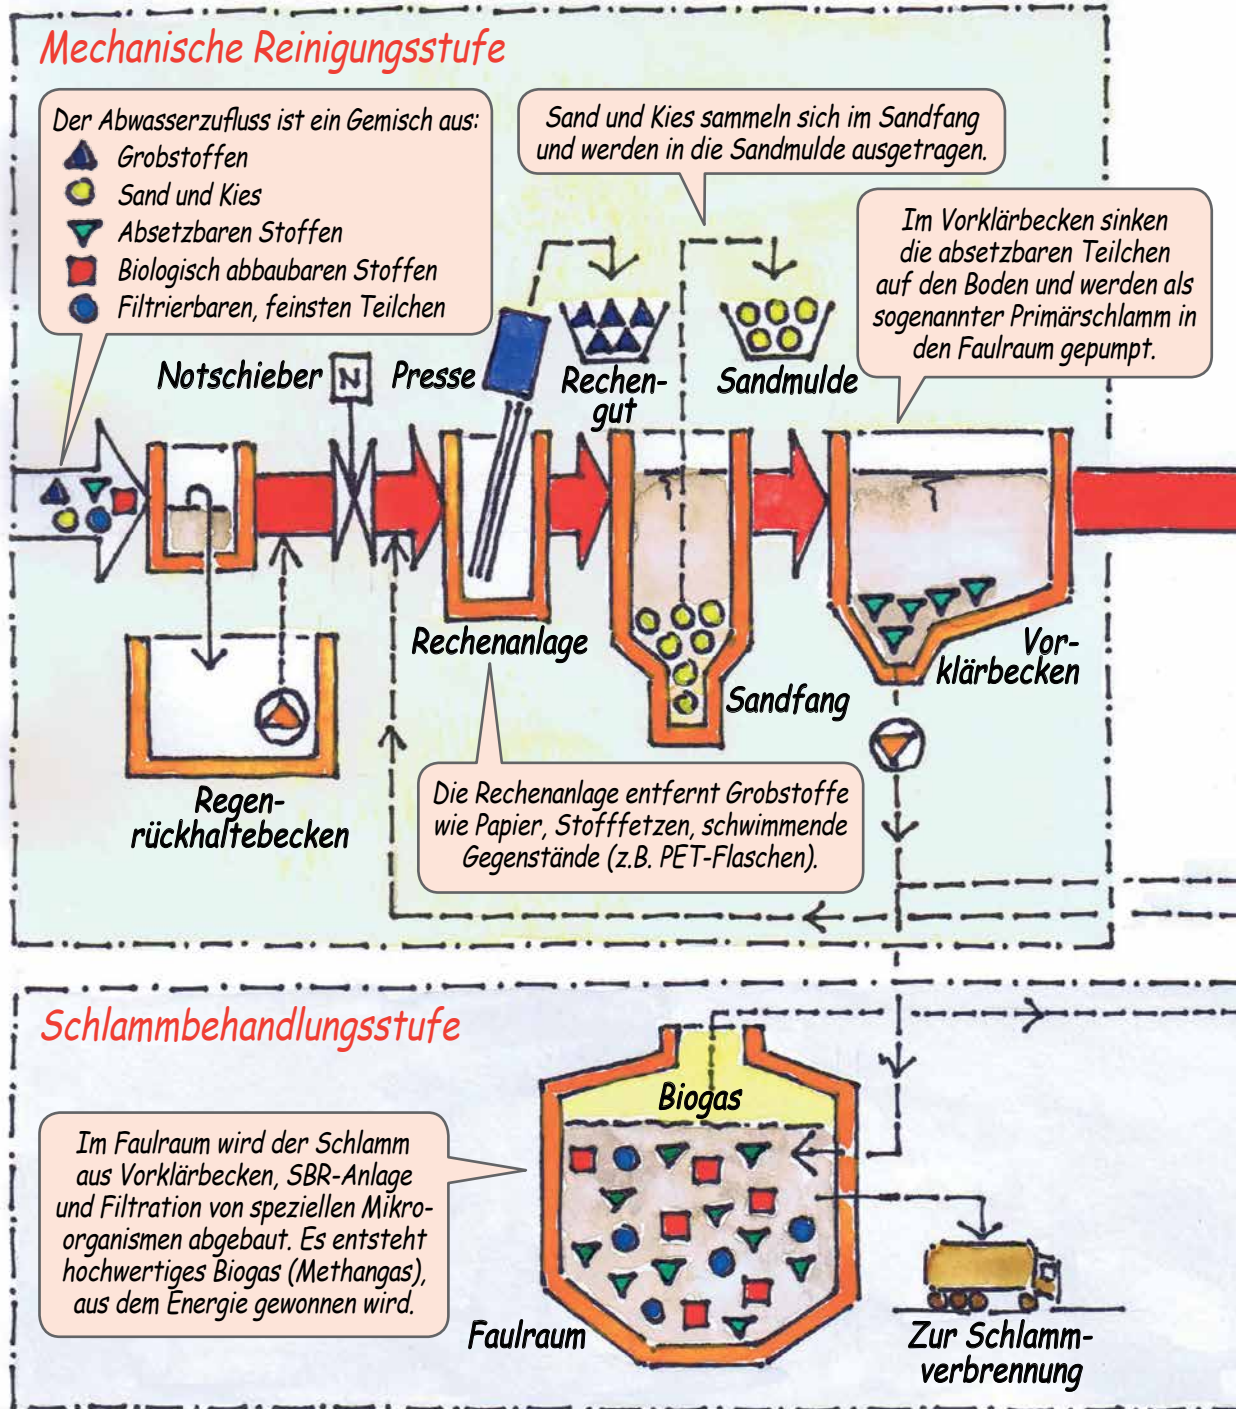 Mechanische Reinigungsstufe
Der Abwasserzufluss ist ein Gemisch aus:
Grobstoffen
Sand und Kies
Absetzbaren Stoffen
Biologisch abbaubaren Stoffen
Filtrierbaren, feinsten Teilchen
Sand und Kies sammeln sich im Sandfang
und werden in die Sandmulde ausgetragen.
Im Vorklärbecken sinken
die absetzbaren Teilchen
auf den Boden und werden als
sogenannter Primärschlamm in
den Faulraum gepumpt.
Notschieber
N
Presse
Rechen-
gut
Sandmulde
Rechenanlage
Sandfang
Vor-
klärbecken
Regen-
rückhaltebecken
Die Rechenanlage entfernt Grobstoffe
wie Papier, Stofffetzen, schwimmende
Gegenstände (z.B. PET-Flaschen).
Schlammbehandlungsstufe
Biogas
Im Faulraum wird der Schlamm
aus Vorklärbecken, SBR-Anlage
und Filtration von speziellen Mikro-
organismen abgebaut. Es entsteht
hochwertiges Biogas (Methangas),
aus dem Energie gewonnen wird.
Faulraum
Zur Schlamm-
verbrennung